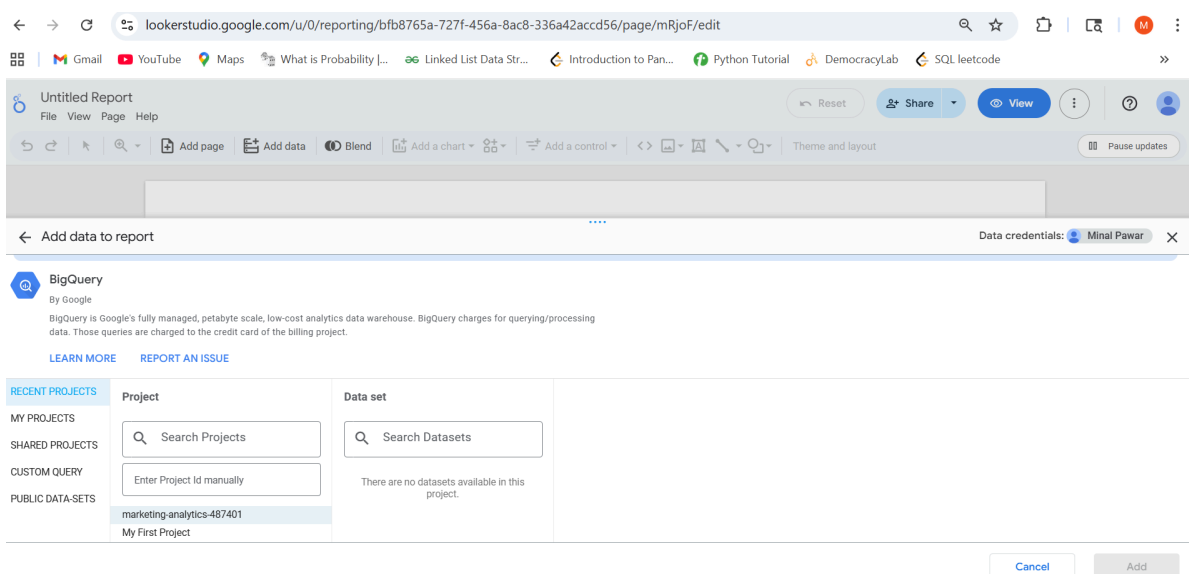 lookerstudio.google.com/u/0/reporting/bfb8765a-727f-456a-8ac8-336a42accd56/page/mRjoF/edit
M
Gmail YouTube Maps What is Probability |... Linked List Data Str... Introduction to Pan... Python Tutorial DemocracyLab SQL leetcode
Untitled Report
File View Page Help
Reset Share View
Add page Add data Blend Add a chart Add a control Theme and layout Pause updates
Add data to report
Data credentials: Minal Pawar
BigQuery
By Google
BigQuery is Google's fully managed, petabyte scale, low-cost analytics data warehouse. BigQuery charges for querying/processing
data. Those queries are charged to the credit card of the billing project.
LEARN MORE REPORT AN ISSUE
RECENT PROJECTS
MY PROJECTS
SHARED PROJECTS
CUSTOM QUERY
PUBLIC DATA-SETS
Project
Search Projects
Enter Project Id manually
marketing-analytics-487401
My First Project
Data set
Search Datasets
There are no datasets available in this
project.
Cancel Add